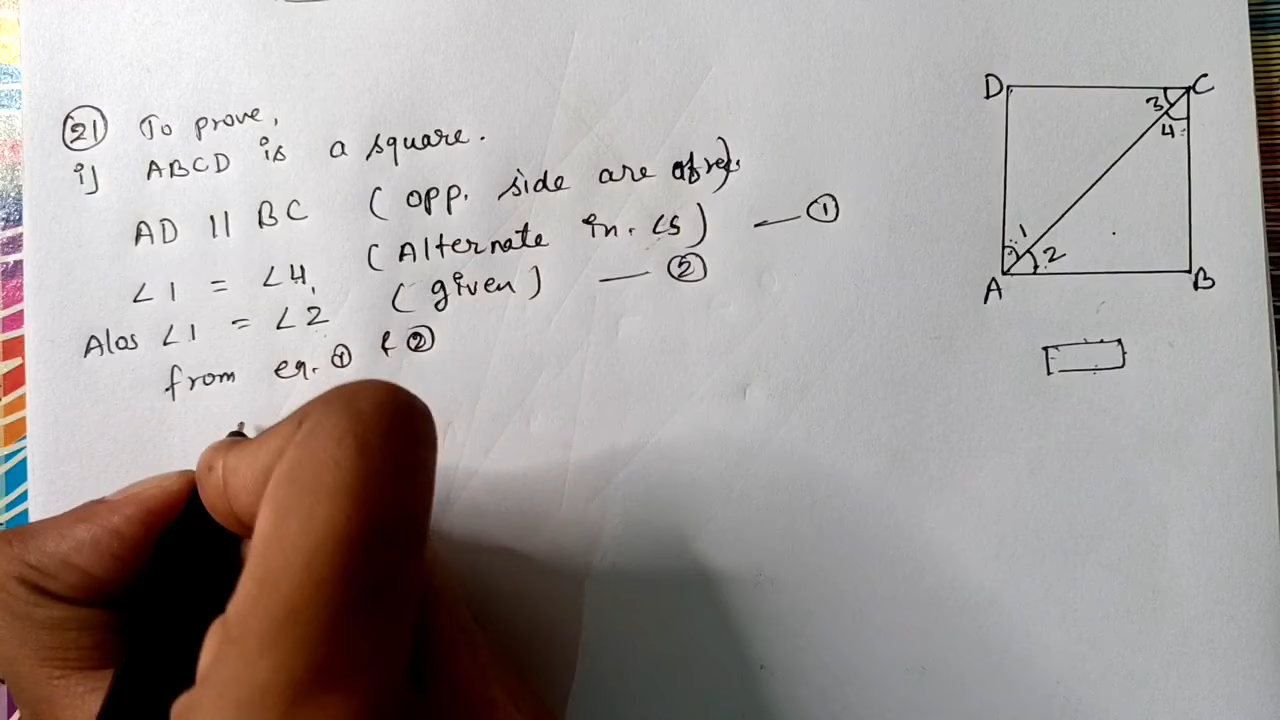 21 To prove,
i) ABCD is a square.
AD || BC (opp. side are of
∠1 = ∠4, (Alternate in. ∠s) — 1
Alos ∠1 = ∠2 (given) — 2
from eq. 1 & 2
D C
3
4
1
2
A B